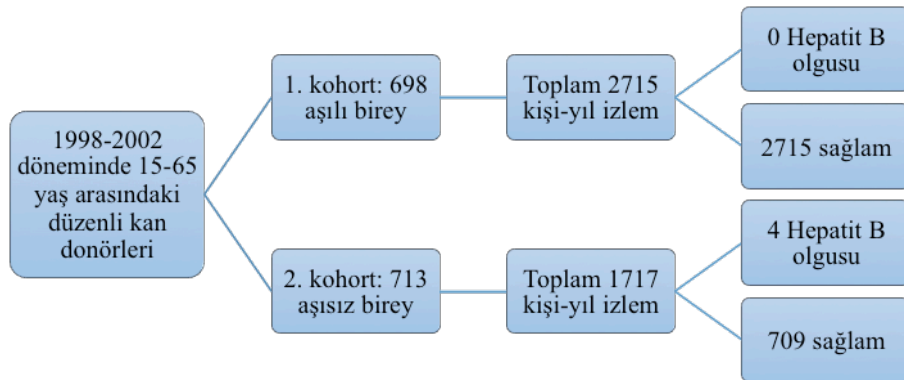 1998-2002
döneminde 15-65
yaş arasındaki
düzenli kan
donörleri
1. kohort: 698
aşılı birey
Toplam 2715
kişi-yıl izlem
0 Hepatit B
olgusu
2715 sağlam
2. kohort: 713
aşısız birey
Toplam 1717
kişi-yıl izlem
4 Hepatit B
olgusu
709 sağlam